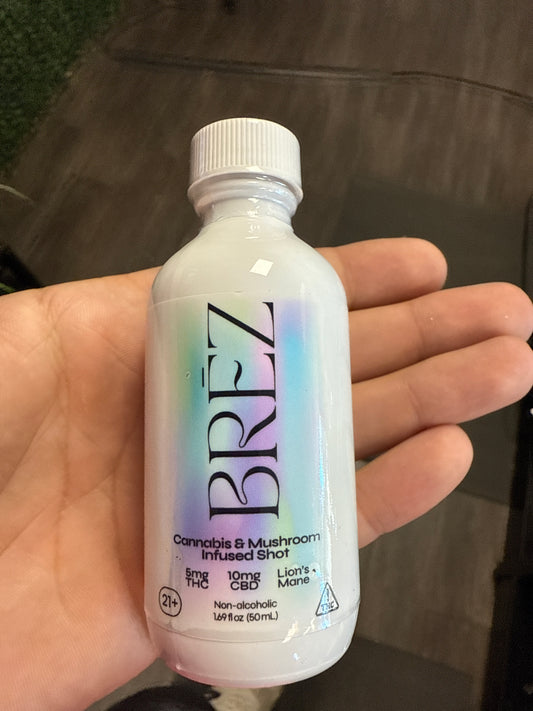 BRĒZ
Cannabis & Mushroom
Infused Shot
5mg THC
10mg CBD
Lion's Mane
21+
Non-alcoholic
1.69 fl oz (50mL)
THC